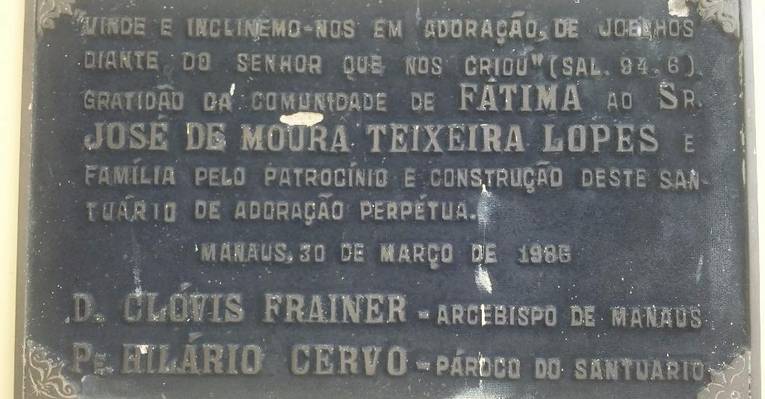 "VINDE E INCLINEMO-NOS EM ADORAÇÃO, DE JOELHOS
DIANTE DO SENHOR QUE NOS CRIOU" (SAL. 94.6).
GRATIDÃO DA COMUNIDADE DE FÁTIMA AO SR.
JOSÉ DE MOURA TEIXEIRA LOPES E
FAMÍLIA PELO PATROCÍNIO E CONSTRUÇÃO DESTE SAN-
TUÁRIO DE ADORAÇÃO PERPÉTUA.
MANAUS, 30 DE MARÇO DE 1986
D. CLÓVIS FRAINER - ARCEBISPO DE MANAUS
PE. HILÁRIO CERVO - PÁROCO DO SANTUÁRIO